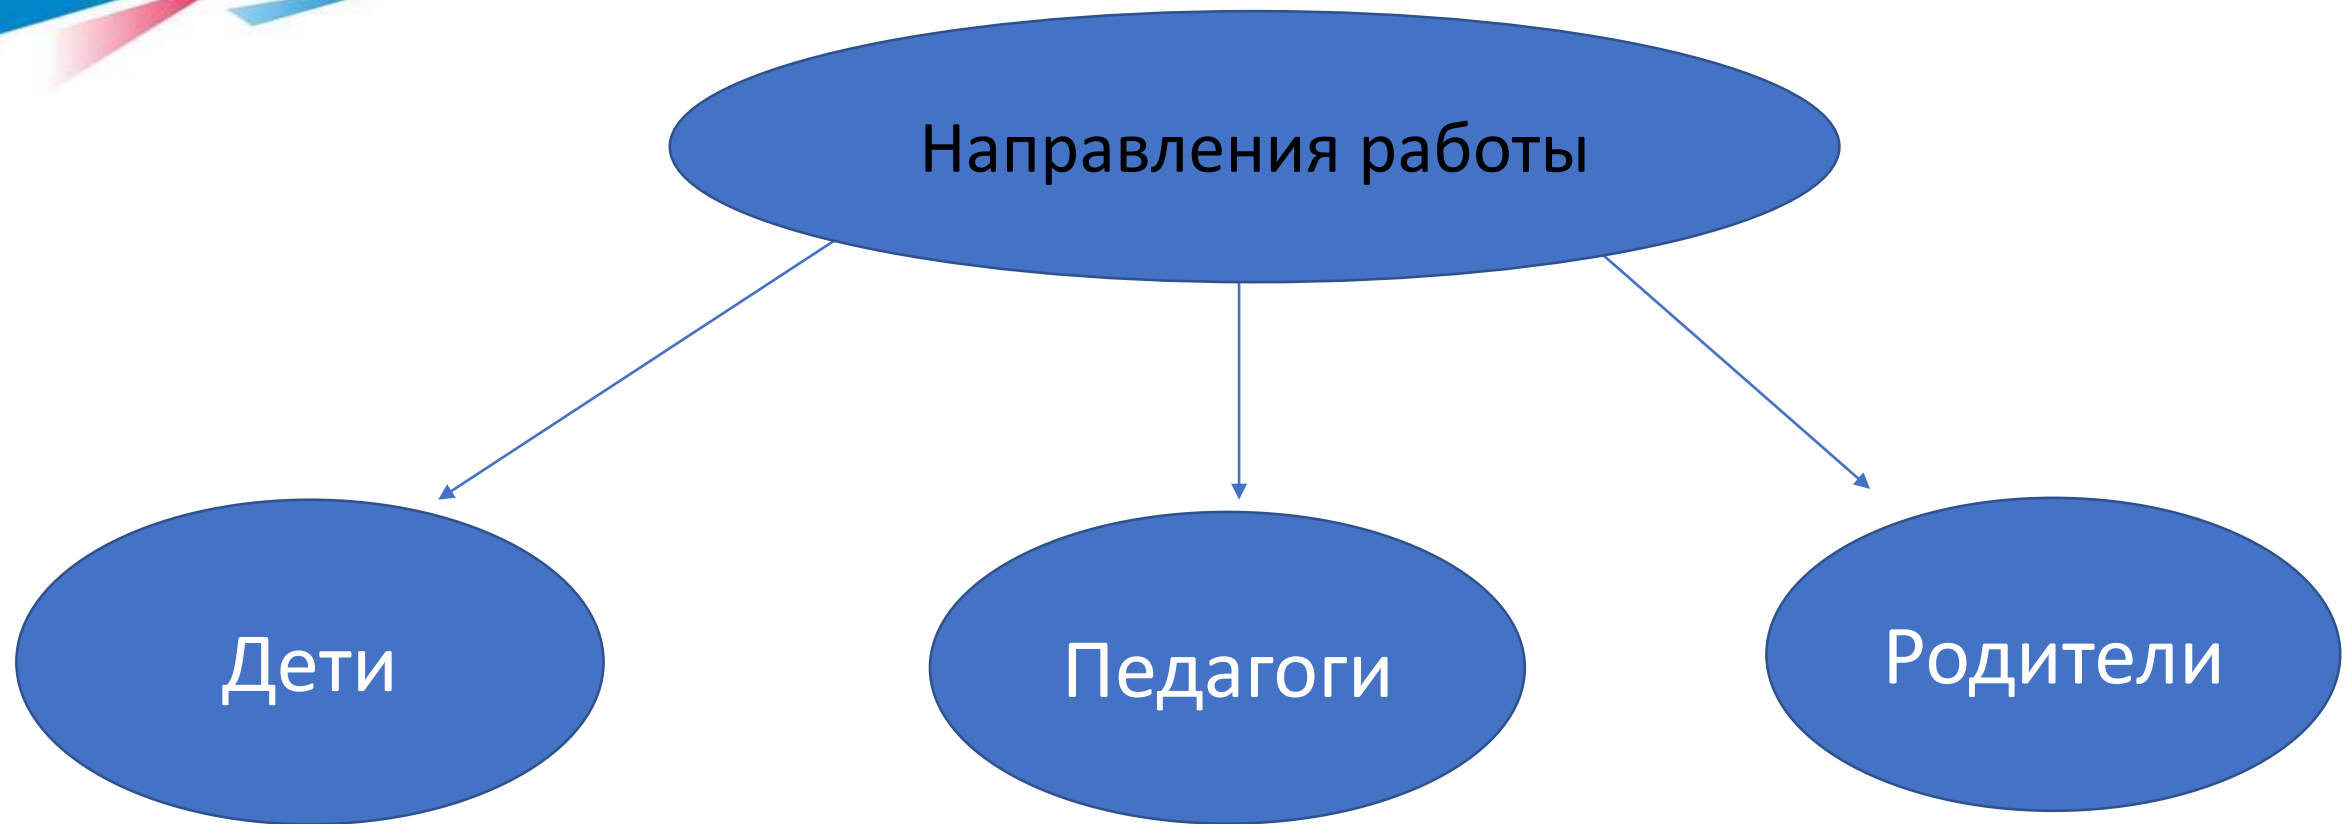 Направления работы
Дети
Педагоги
Родители